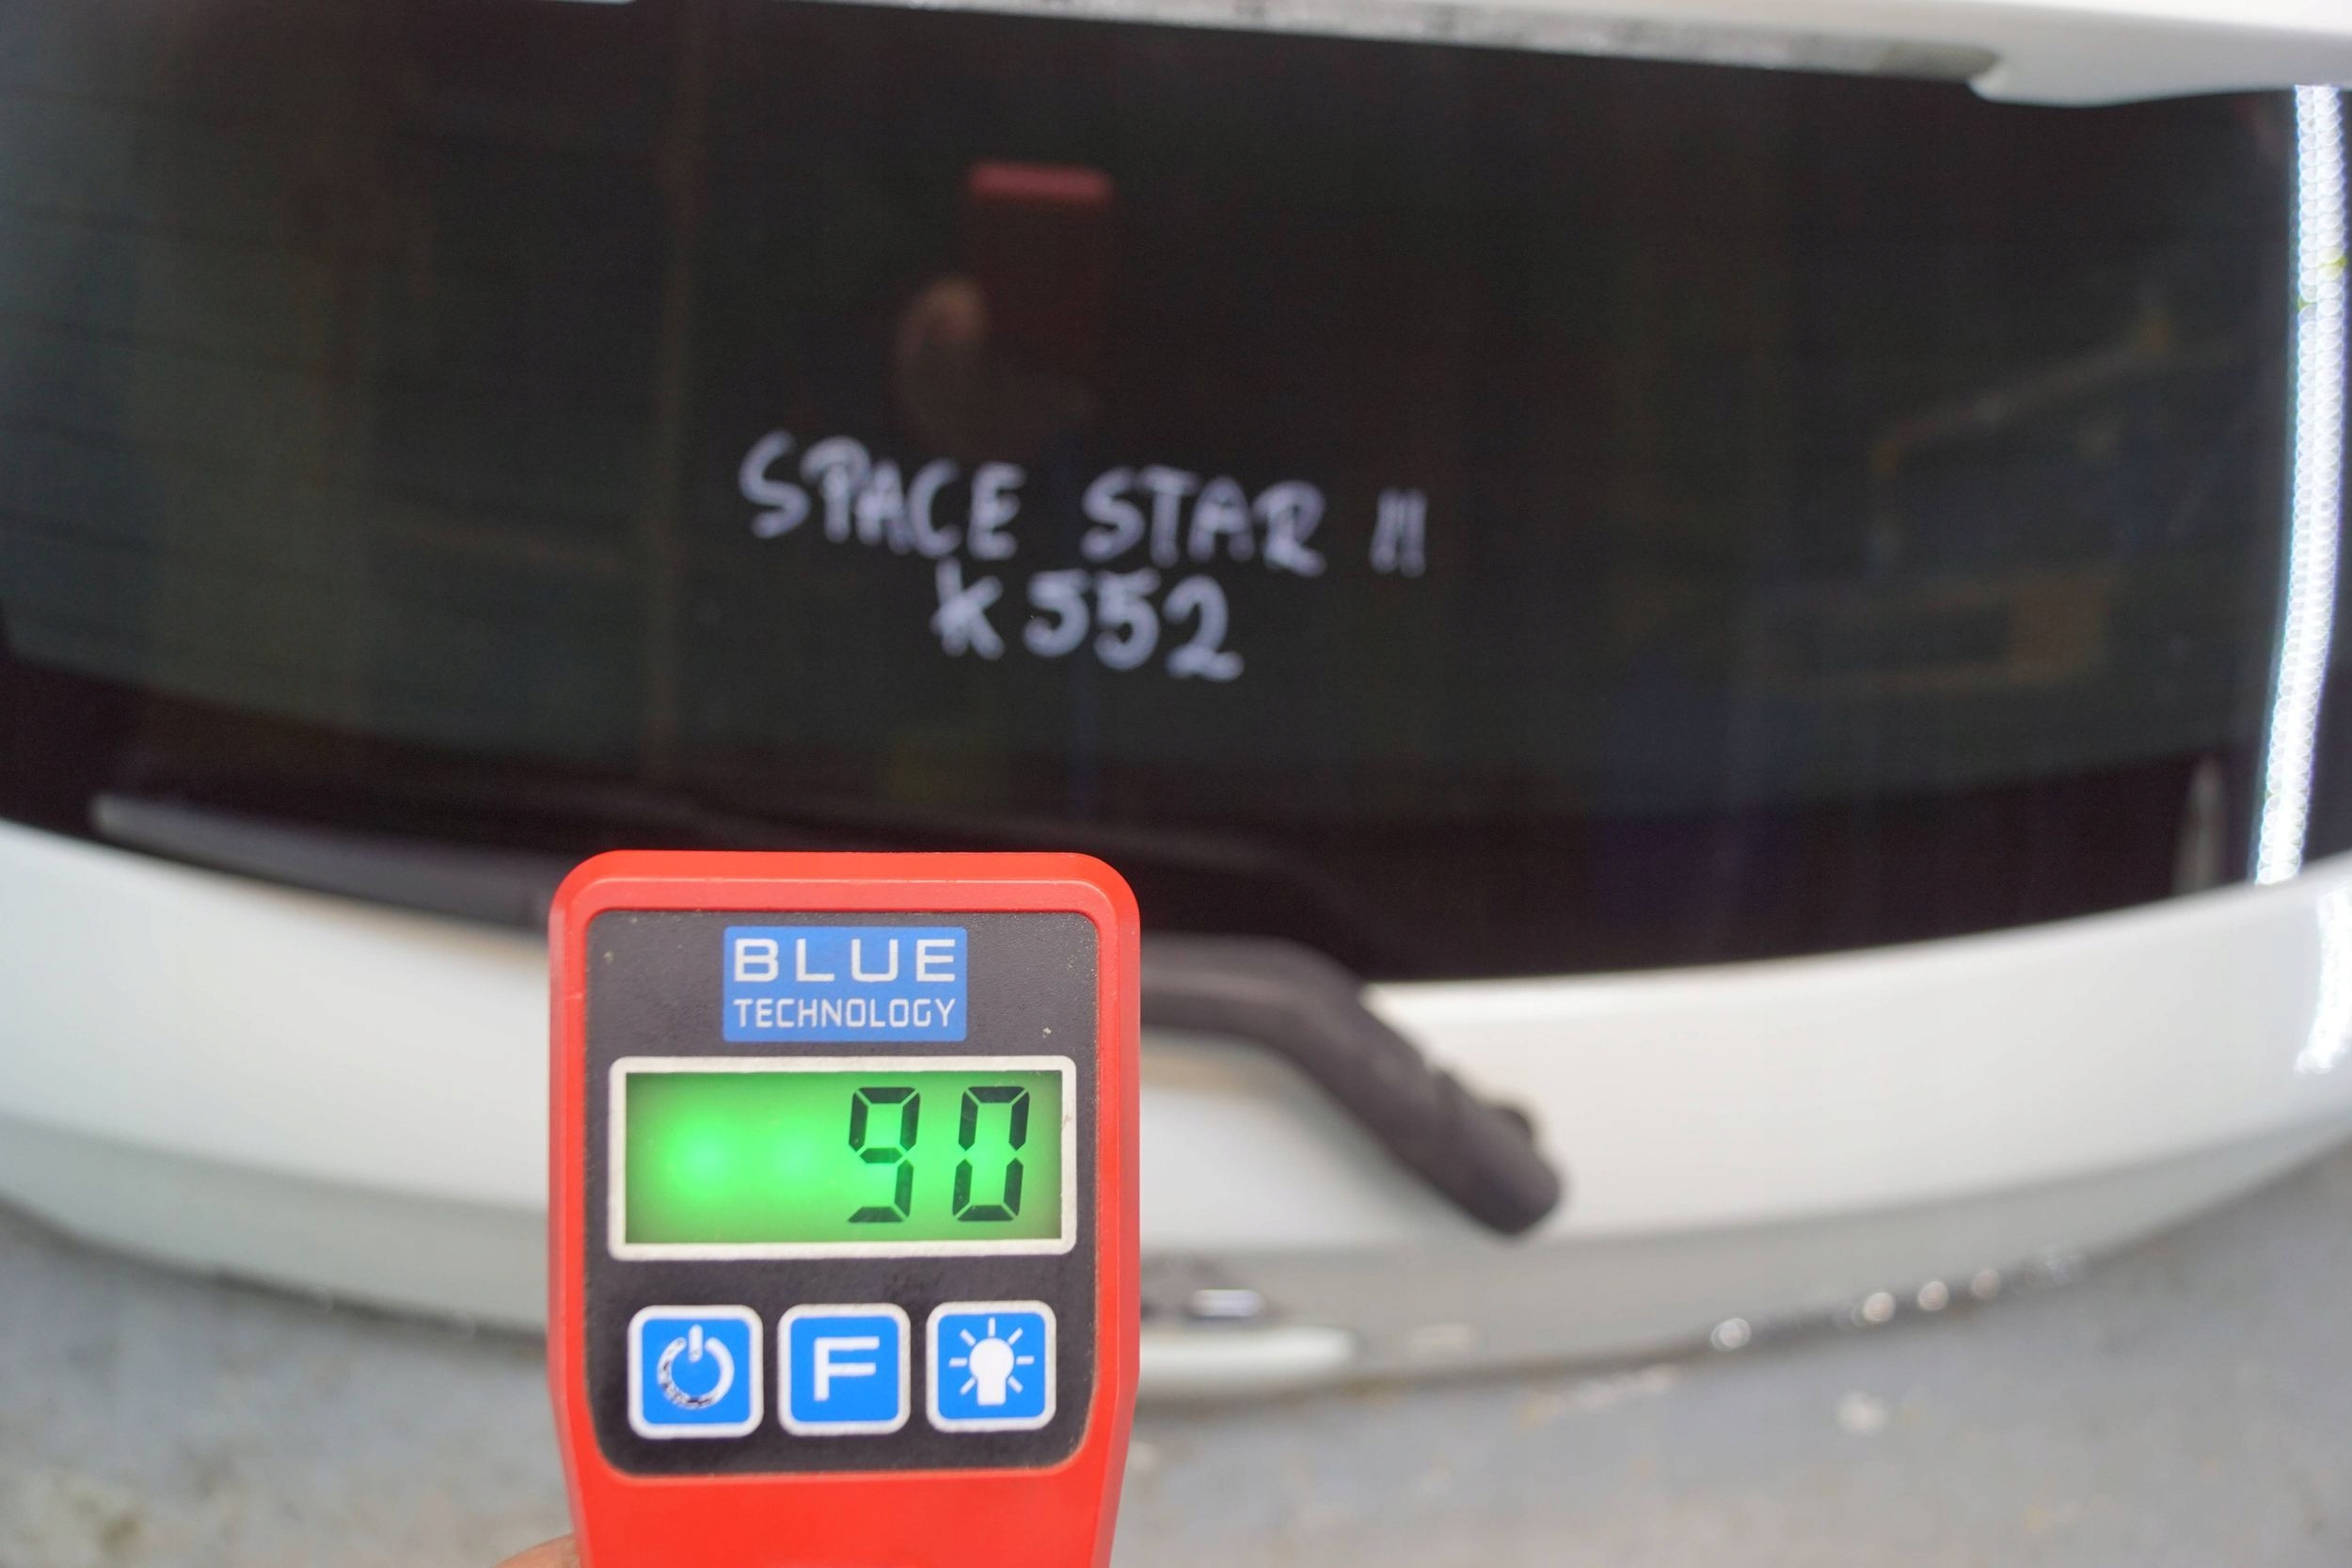 SPACE STAR II
K552
BLUE
TECHNOLOGY
90
F